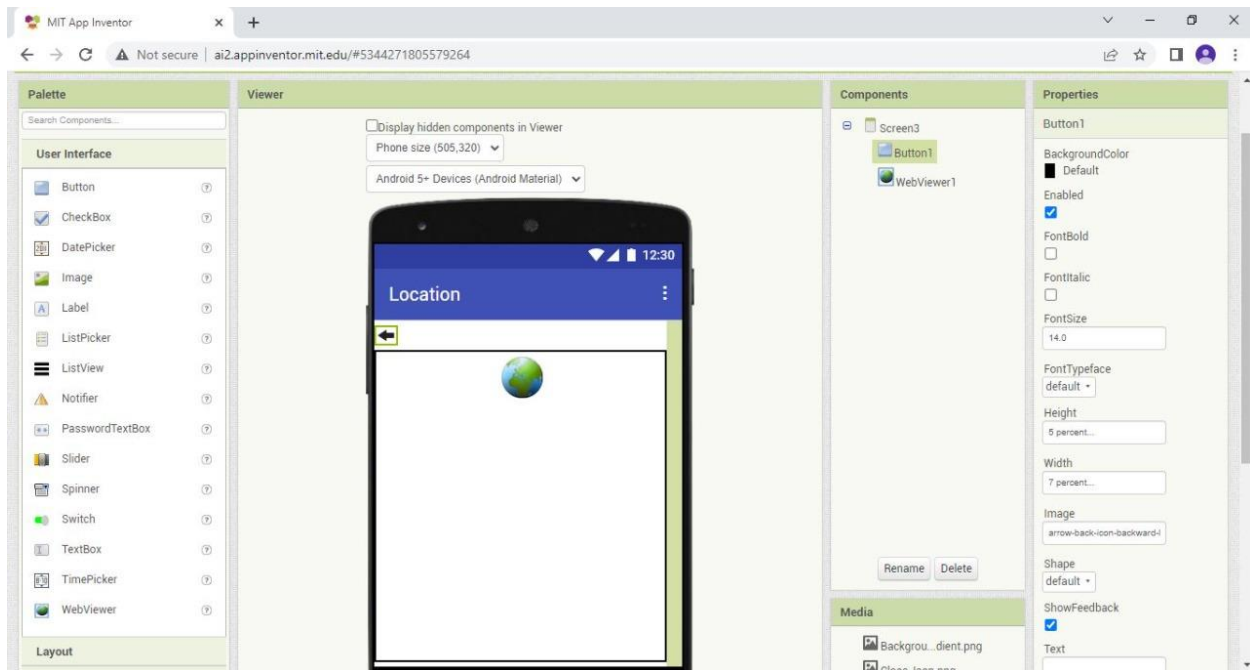 MIT App Inventor
Not secure
ai2.appinventor.mit.edu/#5344271805579264
Palette
Search Components...
User Interface
Button
CheckBox
DatePicker
Image
Label
ListPicker
ListView
Notifier
PasswordTextBox
Slider
Spinner
Switch
TextBox
TimePicker
WebViewer
Layout
Viewer
Display hidden components in Viewer
Phone size (505,320)
Android 5+ Devices (Android Material)
12:30
Location
Components
Screen3
Button1
WebViewer1
Rename Delete
Media
Backgrou...dient.png
Properties
Button1
BackgroundColor
Default
Enabled
FontBold
FontItalic
FontSize
14.0
FontTypeface
default
Height
5 percent...
Width
7 percent...
Image
arrow-back-icon-backward-l
Shape
default
ShowFeedback
Text